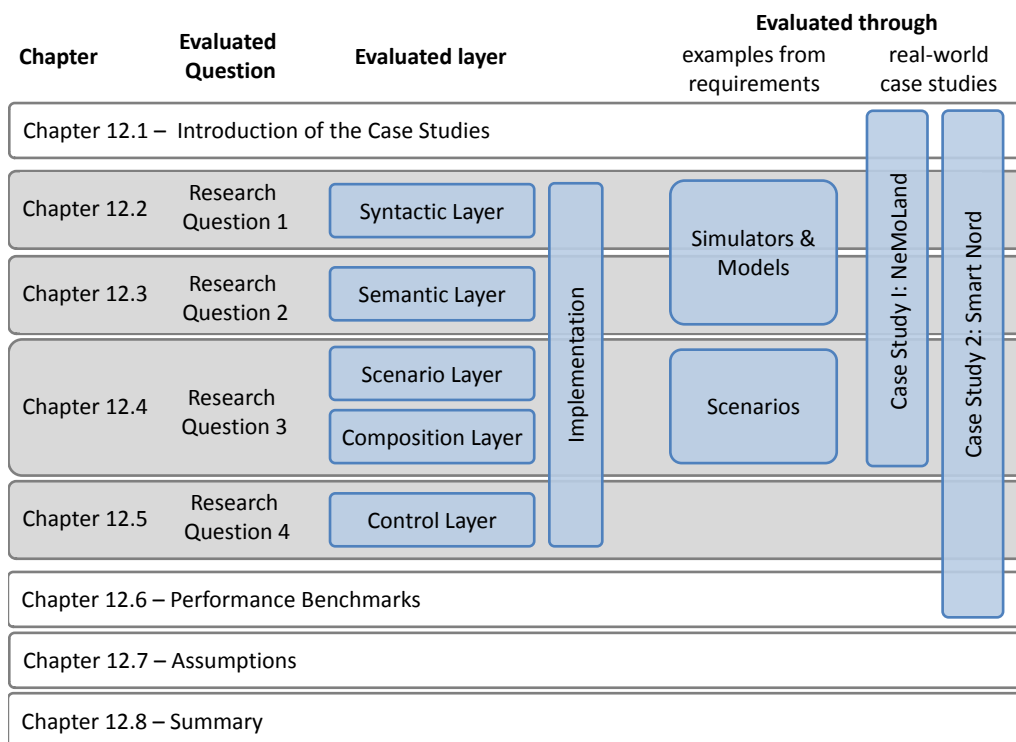 Evaluated through
Chapter
Evaluated
Question
Evaluated layer
examples from
requirements
real-world
case studies
Chapter 12.1 – Introduction of the Case Studies
Chapter 12.2
Research
Question 1
Syntactic Layer
Chapter 12.3
Research
Question 2
Semantic Layer
Simulators &
Models
Chapter 12.4
Research
Question 3
Scenario Layer
Composition Layer
Scenarios
Chapter 12.5
Research
Question 4
Control Layer
Implementation
Case Study I: NeMoLand
Case Study 2: Smart Nord
Chapter 12.6 – Performance Benchmarks
Chapter 12.7 – Assumptions
Chapter 12.8 – Summary